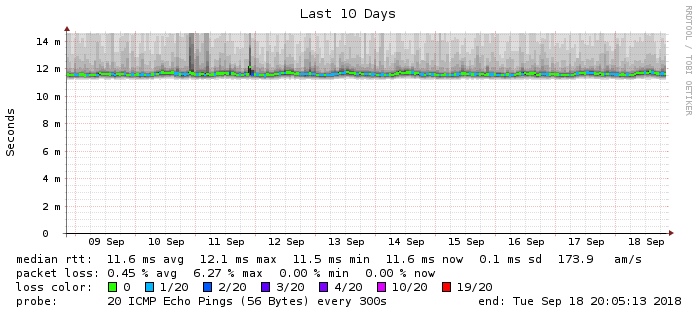 Last 10 Days
RRDTOOL / TOBI OETIKER
Seconds
14 m
12 m
10 m
8 m
6 m
4 m
2 m
0
09 Sep 10 Sep 11 Sep 12 Sep 13 Sep 14 Sep 15 Sep 16 Sep 17 Sep 18 Sep
median rtt: 11.6 ms avg 12.1 ms max 11.5 ms min 11.6 ms now 0.1 ms sd 173.9 am/s
packet loss: 0.45 % avg 6.27 % max 0.00 % min 0.00 % now
loss color: 0 1/20 2/20 3/20 4/20 10/20 19/20
probe: 20 ICMP Echo Pings (56 Bytes) every 300s end: Tue Sep 18 20:05:13 2018